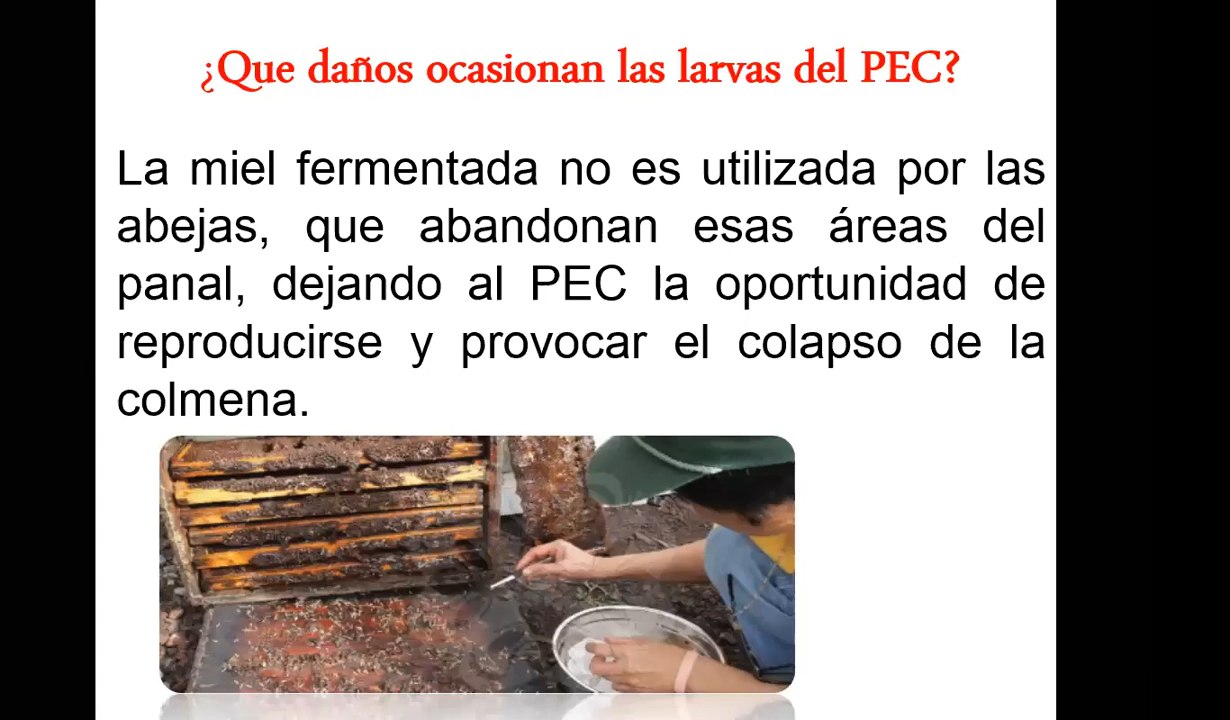 ¿Que daños ocasionan las larvas del PEC?
La miel fermentada no es utilizada por las
abejas, que abandonan esas áreas del
panal, dejando al PEC la oportunidad de
reproducirse y provocar el colapso de la
colmena.